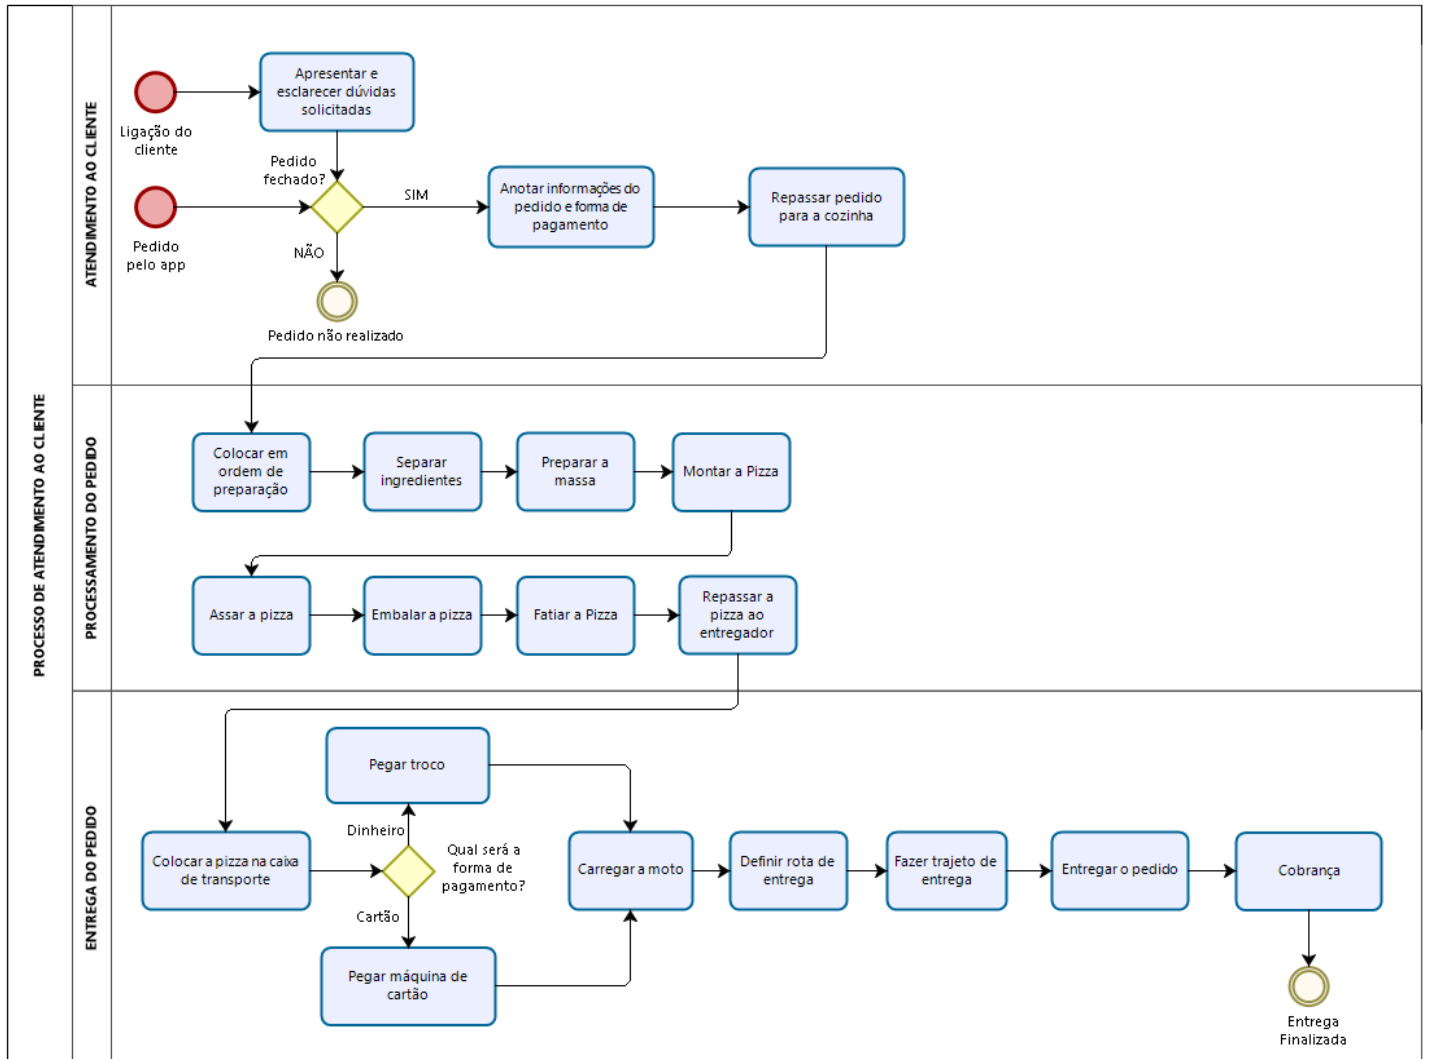 PROCESSO DE ATENDIMENTO AO CLIENTE
ATENDIMENTO AO CLIENTE
Ligação do
cliente
Apresentar e
esclarecer dúvidas
solicitadas
Pedido
fechado?
Pedido
pelo app
SIM
NÃO
Pedido não realizado
Anotar informações do
pedido e forma de
pagamento
Repassar pedido
para a cozinha
PROCESSAMENTO DO PEDIDO
Colocar em
ordem de
preparação
Separar
ingredientes
Preparar a
massa
Montar a Pizza
Assar a pizza
Embalar a pizza
Fatiar a Pizza
Repassar a
pizza ao
entregador
ENTREGA DO PEDIDO
Colocar a pizza na caixa
de transporte
Pegar troco
Dinheiro
Qual será a
forma de
pagamento?
Cartão
Pegar máquina de
cartão
Carregar a moto
Definir rota de
entrega
Fazer trajeto de
entrega
Entregar o pedido
Cobrança
Entrega
Finalizada